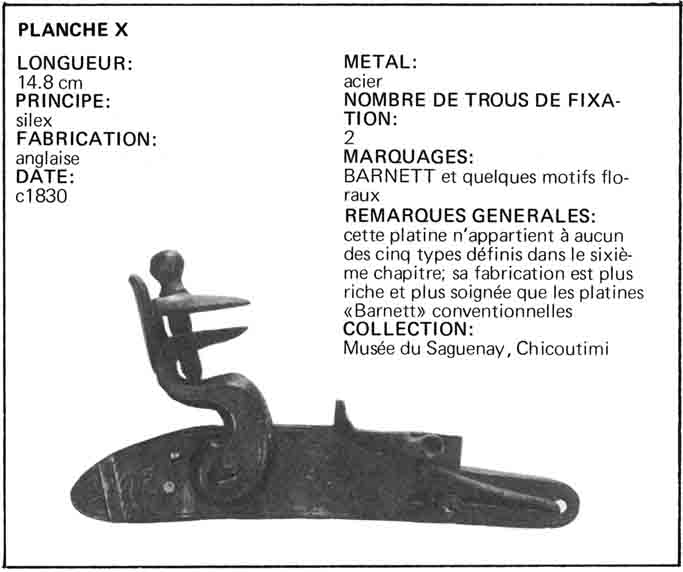 PLANCHE X
LONGUEUR:
14.8 cm
PRINCIPE:
silex
FABRICATION:
anglaise
DATE:
c1830
METAL:
acier
NOMBRE DE TROUS DE FIXA-
TION:
2
MARQUAGES:
BARNETT et quelques motifs flo-
raux
REMARQUES GENERALES:
cette platine n'appartient à aucun
des cinq types définis dans le sixiè-
me chapitre; sa fabrication est plus
riche et plus soignée que les platines
«Barnett» conventionnelles
COLLECTION:
Musée du Saguenay, Chicoutimi